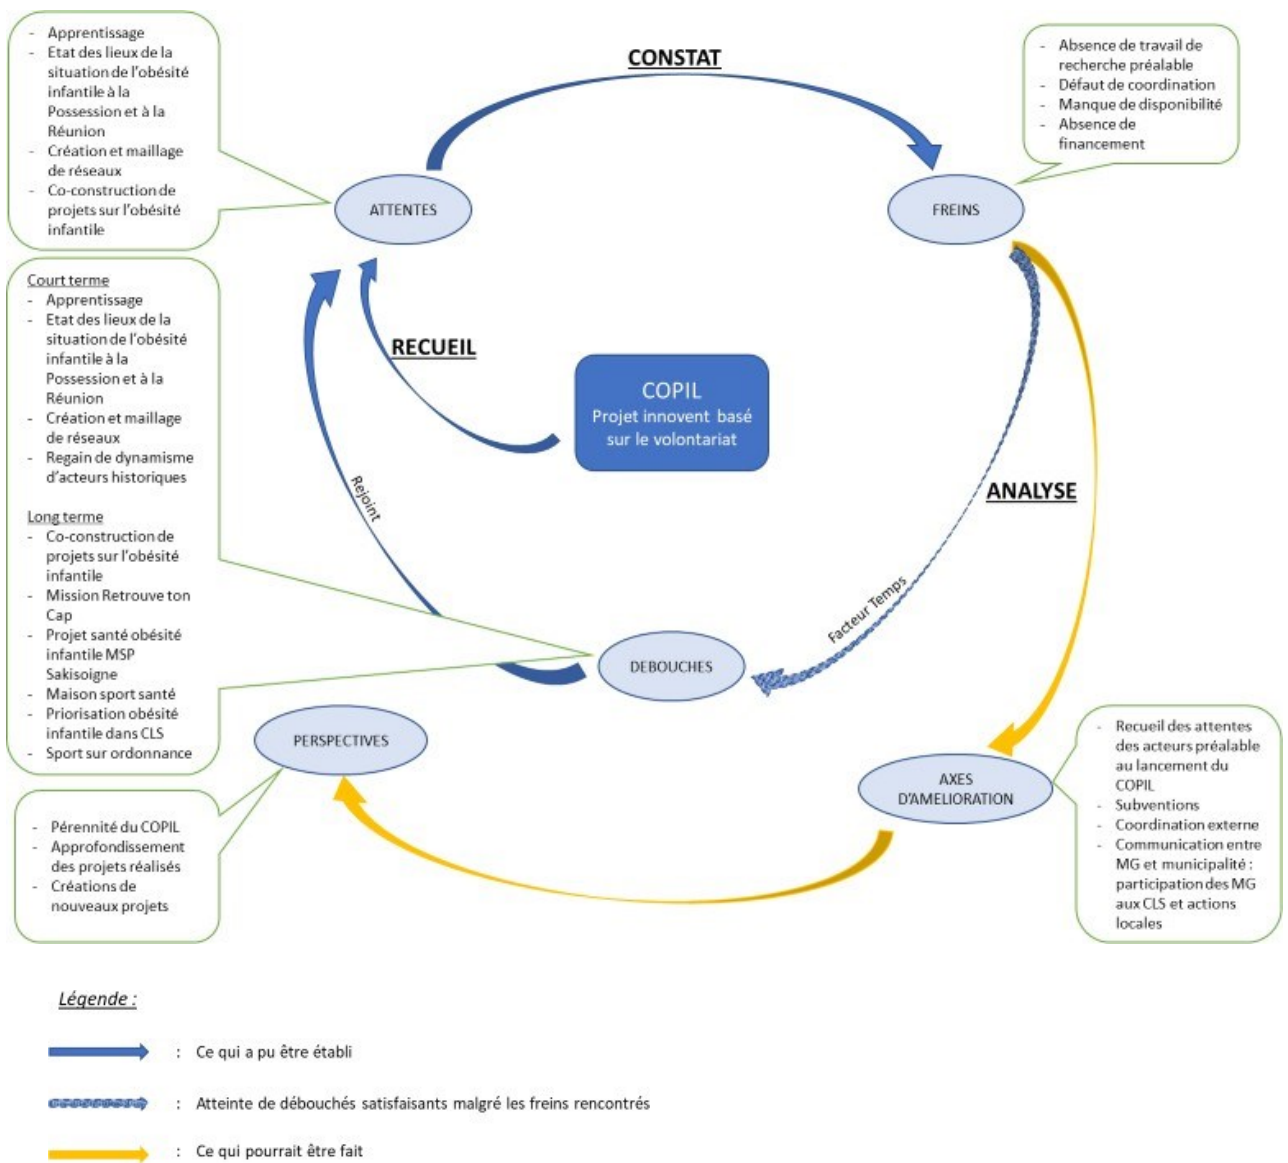 - Apprentissage
- Etat des lieux de la
situation de l'obésité
infantile à la
Possession et à la
Réunion
- Création et maillage
de réseaux
- Co-construction de
projets sur l'obésité
infantile
CONSTAT
- Absence de travail de
recherche préalable
- Défaut de coordination
- Manque de disponibilité
- Absence de
financement
ATTENTES
FREINS
Court terme
- Apprentissage
- Etat des lieux de la
situation de l'obésité
infantile à la
Possession et à la
Réunion
- Création et maillage
de réseaux
- Regain de dynamisme
d'acteurs historiques
Long terme
- Co-construction de
projets sur l'obésité
infantile
- Mission Retrouve ton
Cap
- Projet santé obésité
infantile MSP
Sakisoigne
- Maison sport santé
- Priorisation obésité
infantile dans CLS
- Sport sur ordonnance
RECUEIL
COPIL
Projet innovent basé
sur le volontariat
Rejoint
ANALYSE
Facteur Temps
DEBOUCHES
PERSPECTIVES
AXES
D'AMELIORATION
- Recueil des attentes
des acteurs préalable
au lancement du
COPIL
- Subventions
- Coordination externe
- Communication entre
MG et municipalité :
participation des MG
aux CLS et actions
locales
- Pérennité du COPIL
- Approfondissement
des projets réalisés
- Créations de
nouveaux projets
Légende :
: Ce qui a pu être établi
: Atteinte de débouchés satisfaisants malgré les freins rencontrés
: Ce qui pourrait être fait